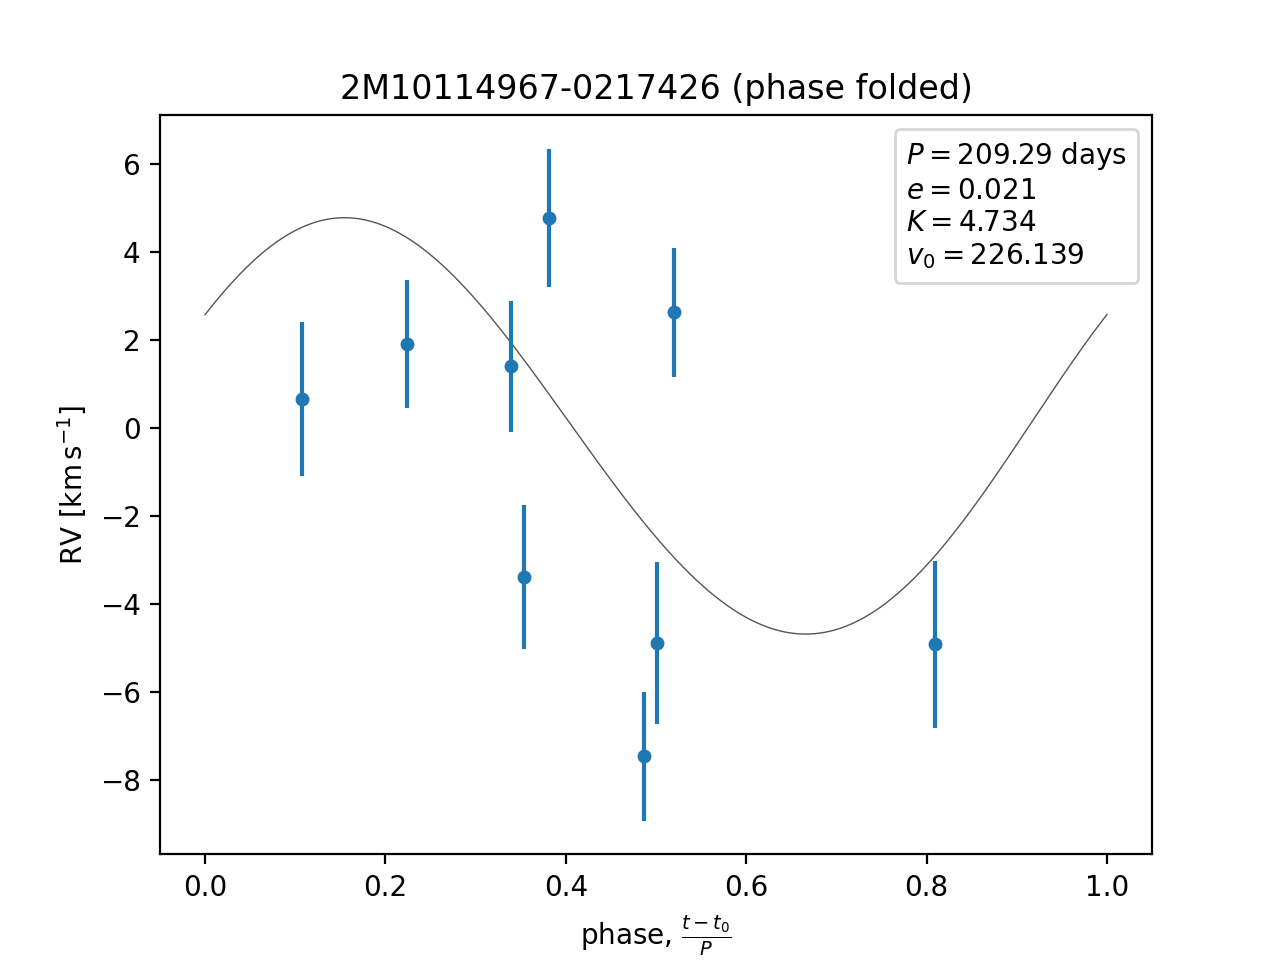 2M10114967-0217426 (phase folded)
P = 209.29 days
e = 0.021
K = 4.734
v₀ = 226.139
6
4
2
0
−2
−4
−6
−8
RV [km s⁻¹]
0.0 0.2 0.4 0.6 0.8 1.0
phase, (t − t₀)/P